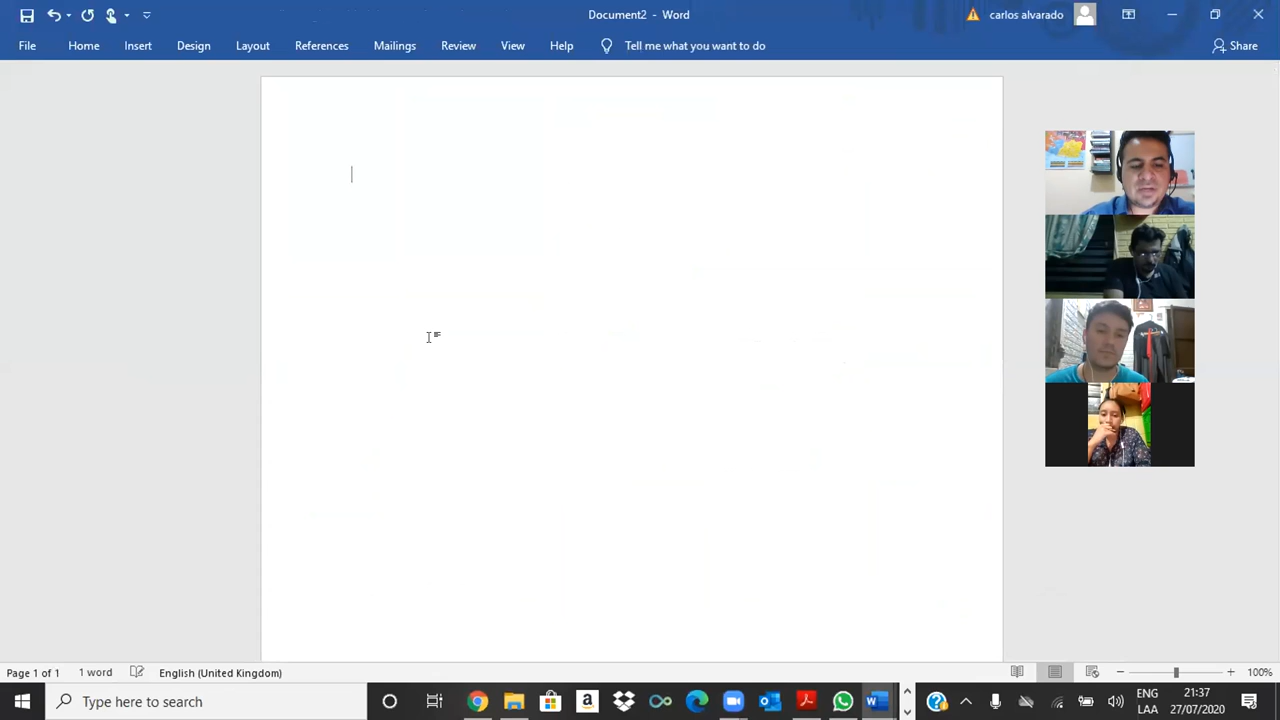 Document2 - Word
carlos alvarado
File Home Insert Design Layout References Mailings Review View Help Tell me what you want to do Share
Page 1 of 1 1 word English (United Kingdom) 100%
Type here to search
ENG 21:37
LAA 27/07/2020